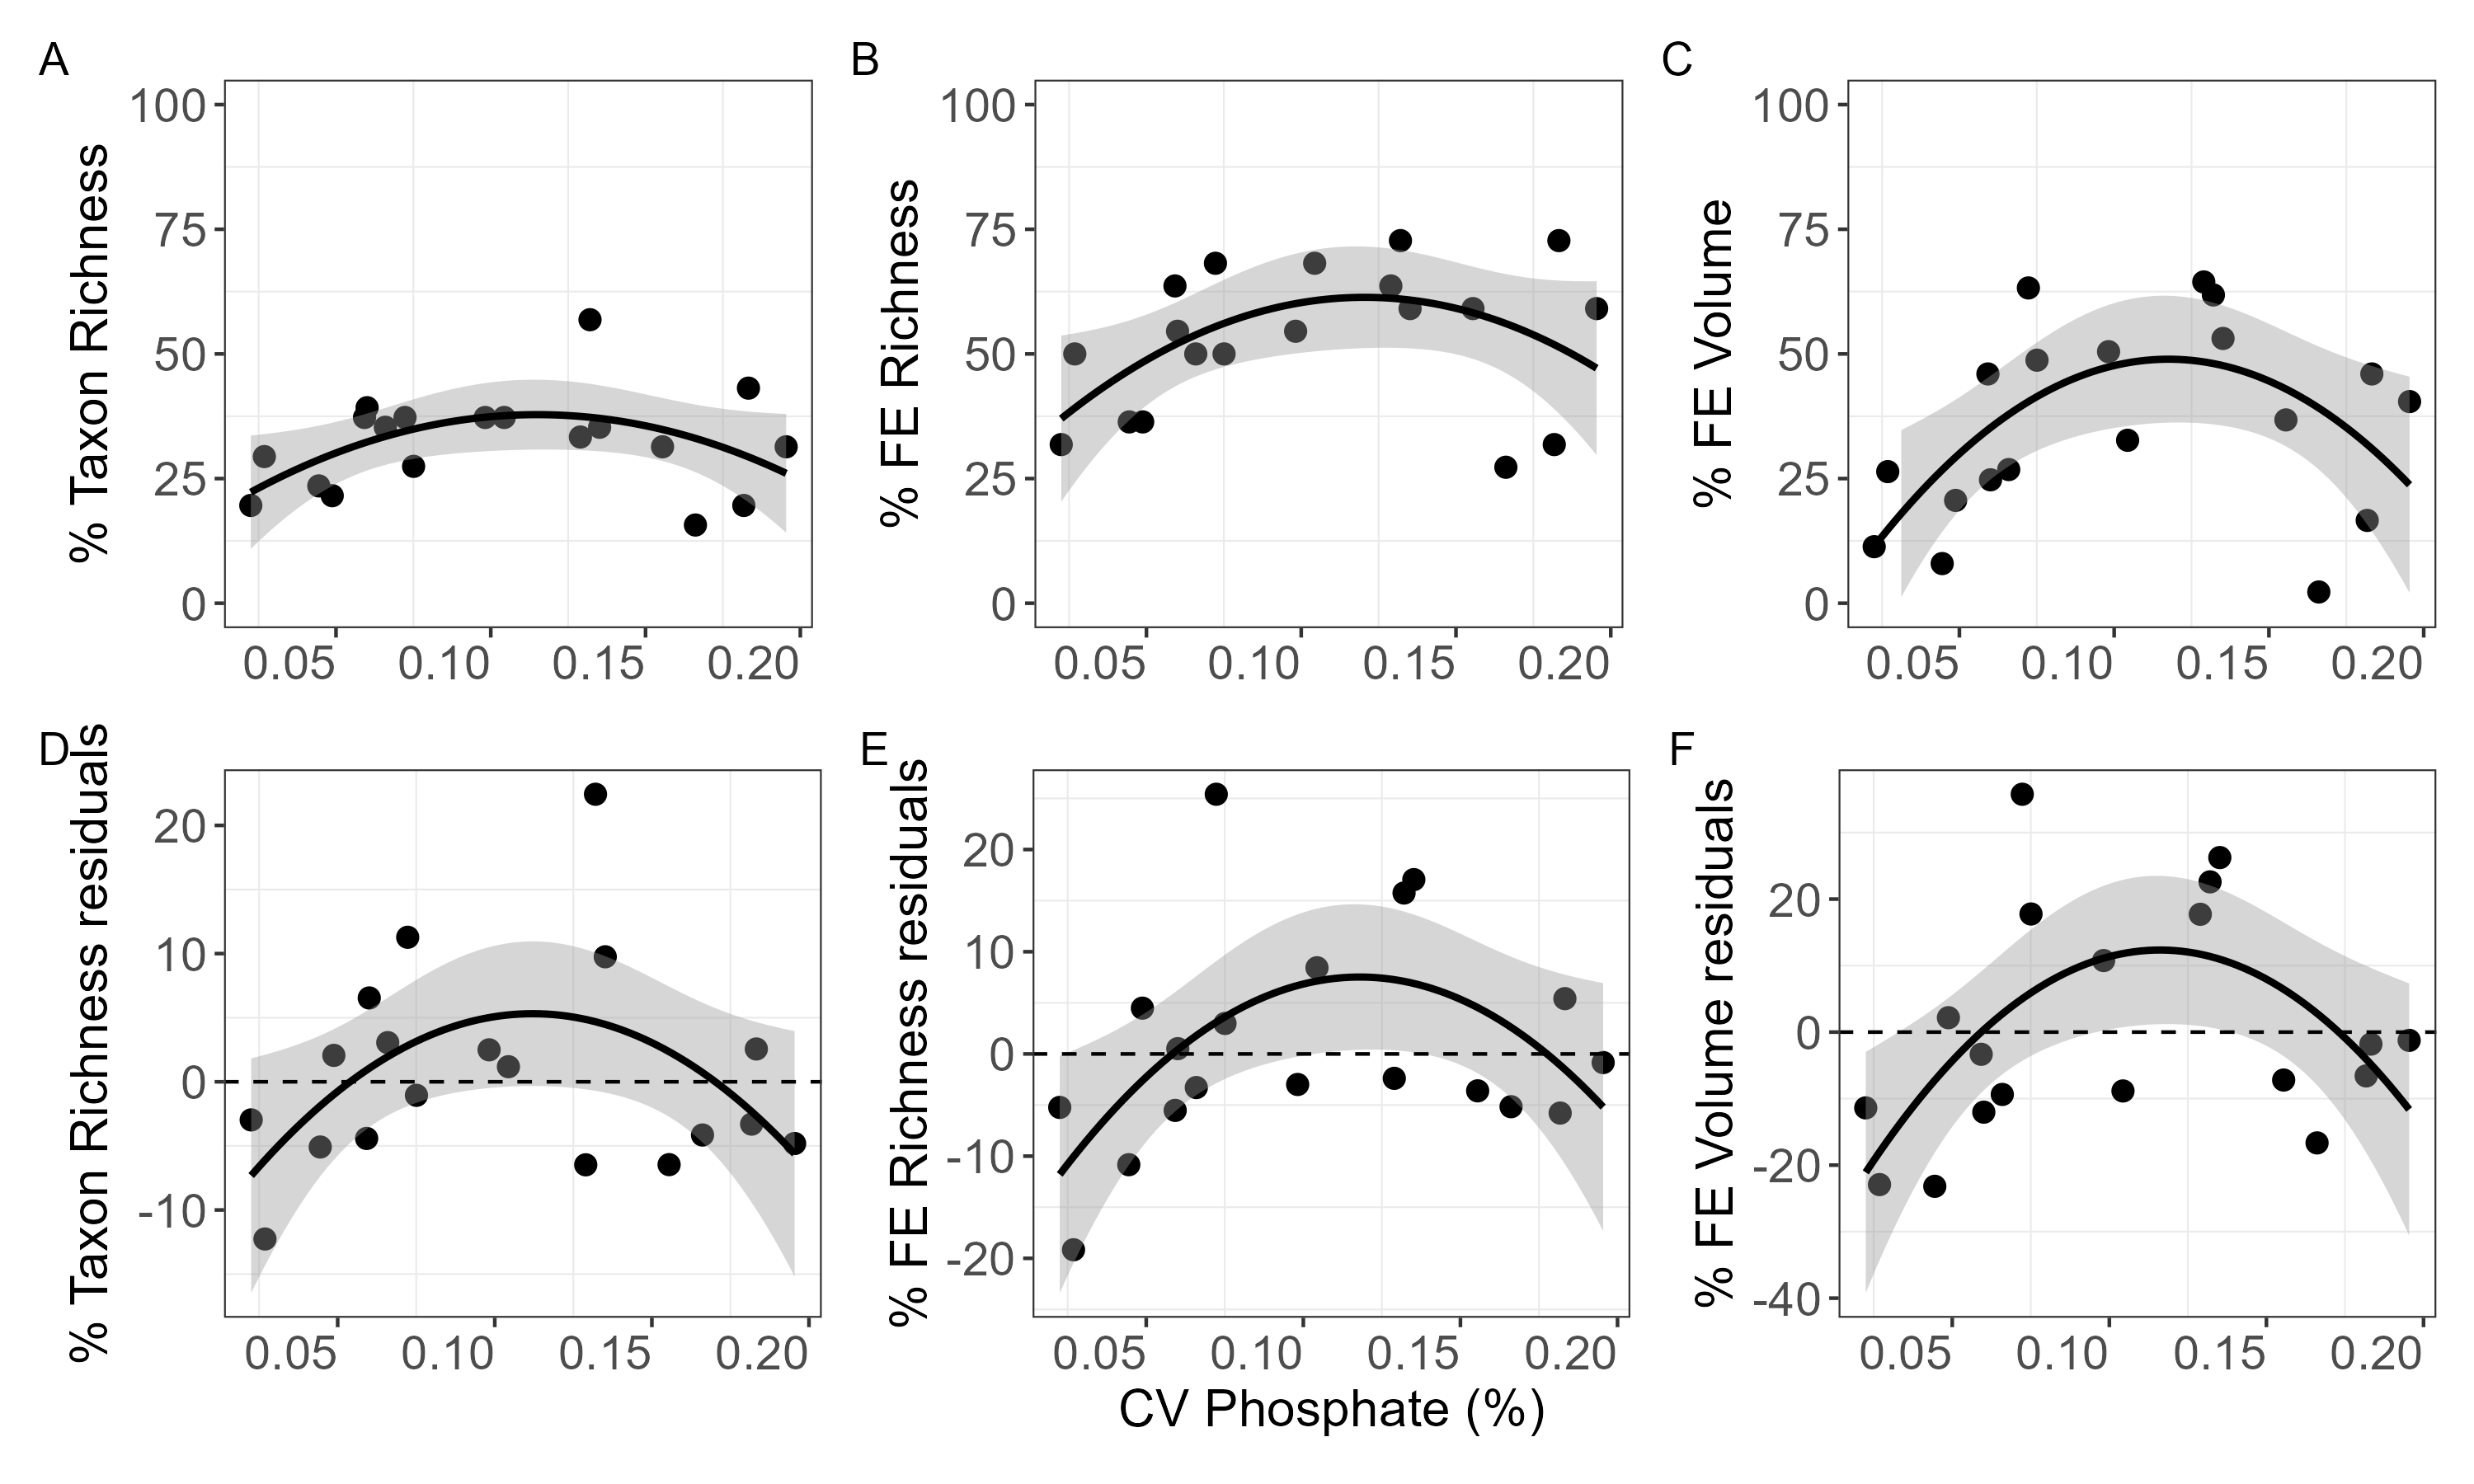 A
B
C
% Taxon Richness
100
75
50
25
0
0.05 0.10 0.15 0.20
% FE Richness
100
75
50
25
0
0.05 0.10 0.15 0.20
% FE Volume
100
75
50
25
0
0.05 0.10 0.15 0.20
D
E
F
% Taxon Richness residuals
20
10
0
-10
0.05 0.10 0.15 0.20
% FE Richness residuals
20
10
0
-10
-20
0.05 0.10 0.15 0.20
% FE Volume residuals
20
0
-20
-40
0.05 0.10 0.15 0.20
CV Phosphate (%)